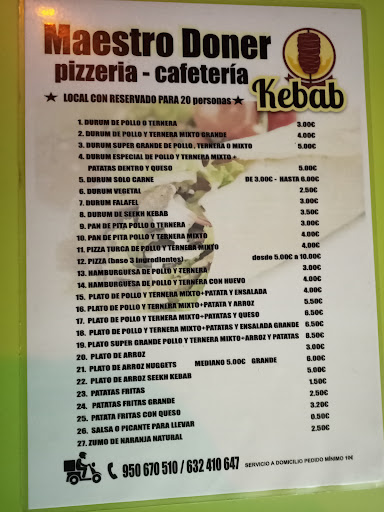 Maestro Doner
pizzeria - cafetería
Kebab
★ LOCAL CON RESERVADO PARA 20 personas ★
1. DURUM DE POLLO O TERNERA 3.00€
2. DURUM DE POLLO Y TERNERA MIXTO GRANDE 4.00€
3. DURUM SUPER GRANDE DE POLLO , TERNERA O MIXTO 5.00€
4. DURUM ESPECIAL DE POLLO Y TERNERA MIXTO +
PATATAS DENTRO Y QUESO 5.00€
5. DURUM SOLO CARNE DE 3.00€ - HASTA 6.00€
6. DURUM VEGETAL 2.50€
7. DURUM FALAFEL 3.00€
8. DURUM DE SEEKH KEBAB 3.50€
9. PAN DE PITA POLLO O TERNERA 3.00€
10. PAN DE PITA POLLO Y TERNERA MIXTO 4.00€
11. PIZZA TURCA DE POLLO Y TERNERA MIXTO 4.00€
12. PIZZA (base 3 ingredientes) desde 5.00€ a 10.00€
13. HAMBURGUESA DE POLLO Y TERNERA 3.00€
14. HAMBURGUESA DE POLLO Y TERNERA CON HUEVO 4.00€
15. PLATO DE POLLO Y TERNERA MIXTO+PATATA Y ENSALADA 4.00€
16. PLATO DE POLLO Y TERNERA MIXTO+PATATA Y ARROZ 5.50€
17. PLATO DE POLLO Y TERNERA MIXTO+PATATAS Y QUESO 6.50€
18. PLATO DE POLLO Y TERNERA MIXTO+PATATAS Y ENSALADA GRANDE 6.50€
19. PLATO SUPER GRANDE POLLO Y TERNERA MIXTO+ARROZ Y PATATAS 8.50€
20. PLATO DE ARROZ 3.00€
21. PLATO DE ARROZ NUGGETS MEDIANO 5.00€ GRANDE 6.00€
22. PLATO DE ARROZ SEEKH KEBAB 5.00€
23. PATATAS FRITAS 1.50€
24. PATATAS FRITAS GRANDE 2.50€
25. PATATA FRITAS CON QUESO 3.20€
26. SALSA O PICANTE PARA LLEVAR 0.50€
27. ZUMO DE NARANJA NATURAL 2.50€
950 670 510 / 632 410 647 SERVICIO A DOMICILIO PEDIDO MÍNIMO 10€